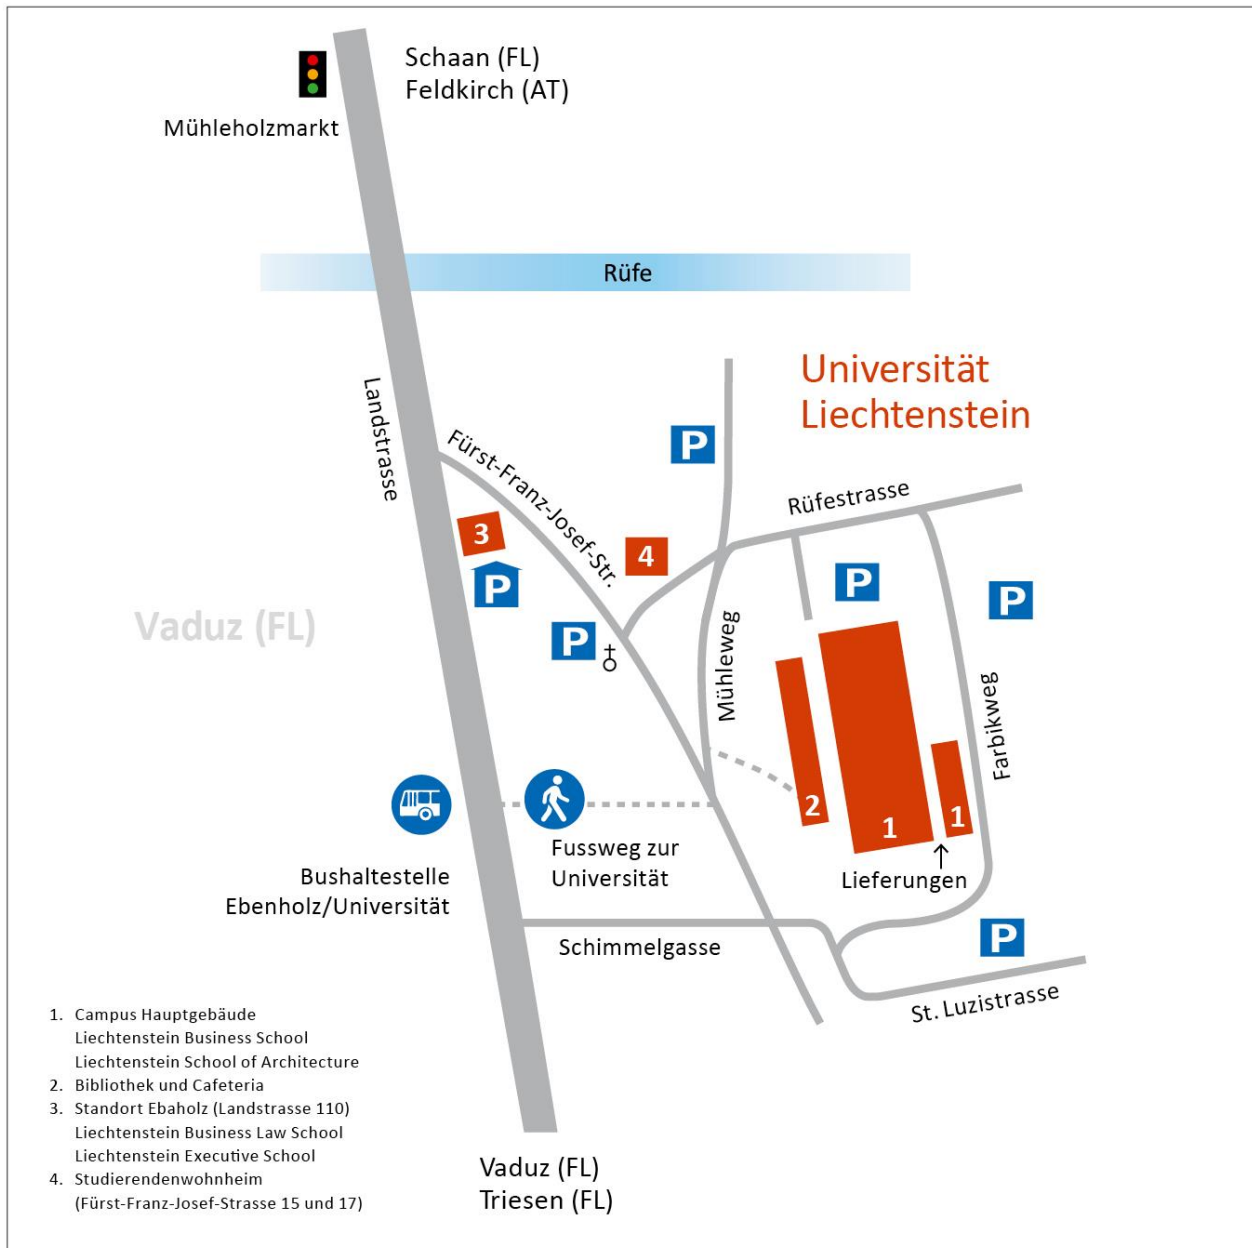 Schaan (FL)
Feldkirch (AT)
Mühleholzmarkt
Rüfe
Universität
Liechtenstein
Landstrasse
Fürst-Franz-Josef-Str.
P
Rüfestrasse
3
4
P
P
P
P
Vaduz (FL)
Mühleweg
Farbikweg
2
1
1
Fussweg zur
Universität
Bushaltestelle
Ebenholz/Universität
Lieferungen
P
Schimmelgasse
St. Luzistrasse
1. Campus Hauptgebäude
Liechtenstein Business School
Liechtenstein School of Architecture
2. Bibliothek und Cafeteria
3. Standort Ebaholz (Landstrasse 110)
Liechtenstein Business Law School
Liechtenstein Executive School
4. Studierendenwohnheim
(Fürst-Franz-Josef-Strasse 15 und 17)
Vaduz (FL)
Triesen (FL)